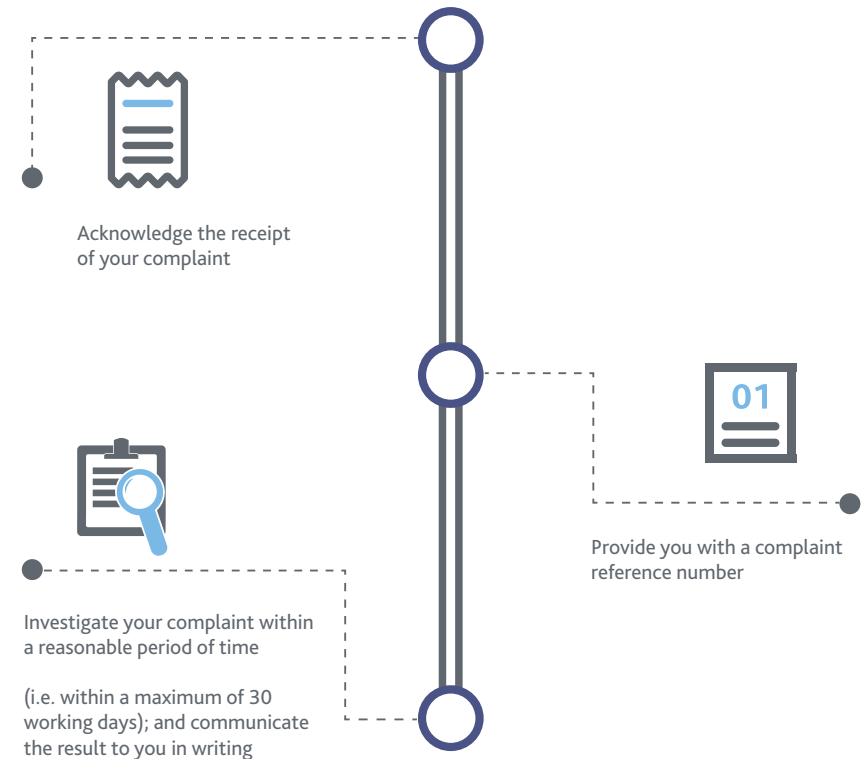 Acknowledge the receipt
of your complaint
01
Provide you with a complaint
reference number
Investigate your complaint within
a reasonable period of time
(i.e. within a maximum of 30
working days); and communicate
the result to you in writing